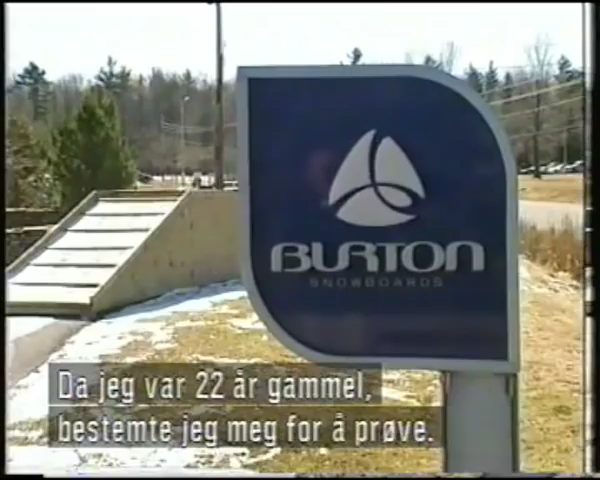 BURTON
SNOWBOARDS
Da jeg var 22 år gammel,
bestemte jeg meg for å prøve.